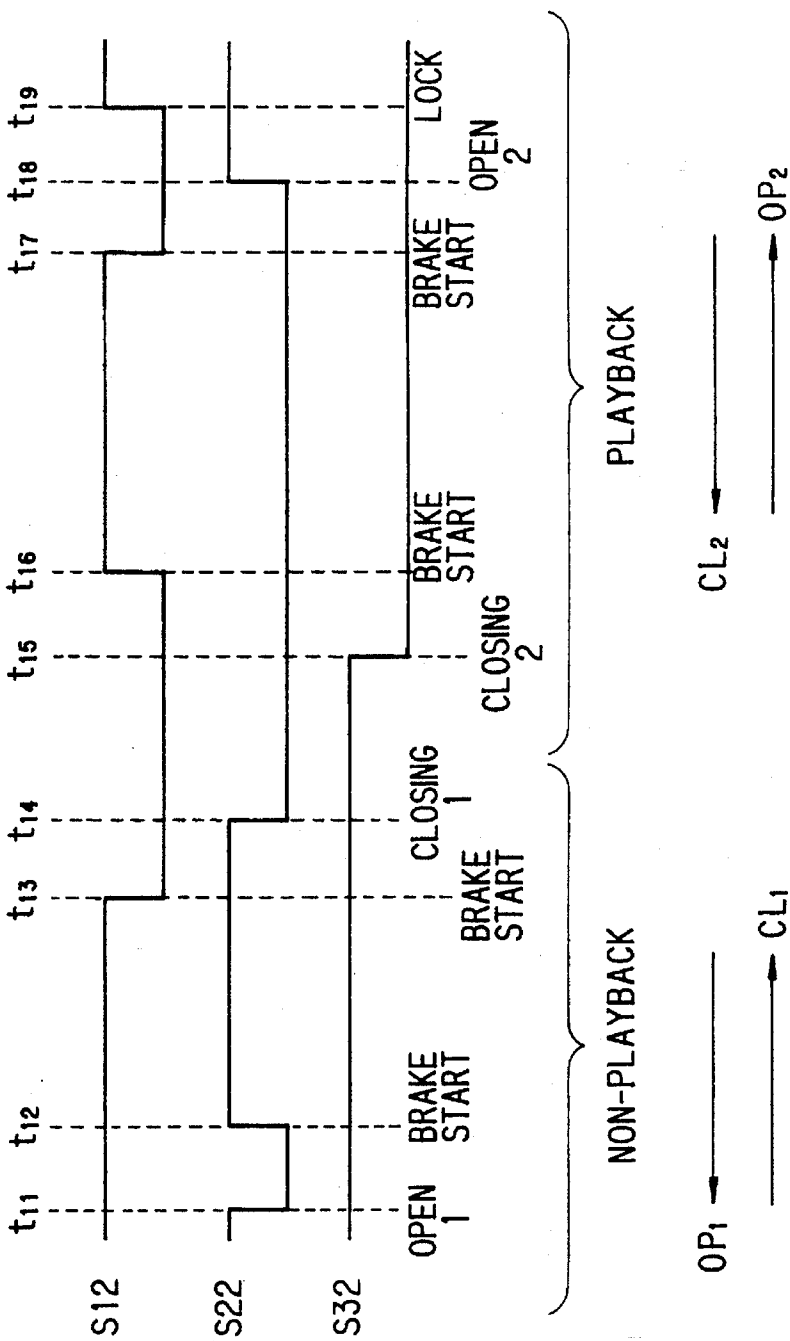 t11 t12 t13 t14 t15 t16 t17 t18 t19
S12
S22
S32
OPEN
1
BRAKE
START
BRAKE
START
CLOSING
1
CLOSING
2
BRAKE
START
BRAKE
START
OPEN
2
LOCK
NON-PLAYBACK
PLAYBACK
OP1
CL1
CL2
OP2